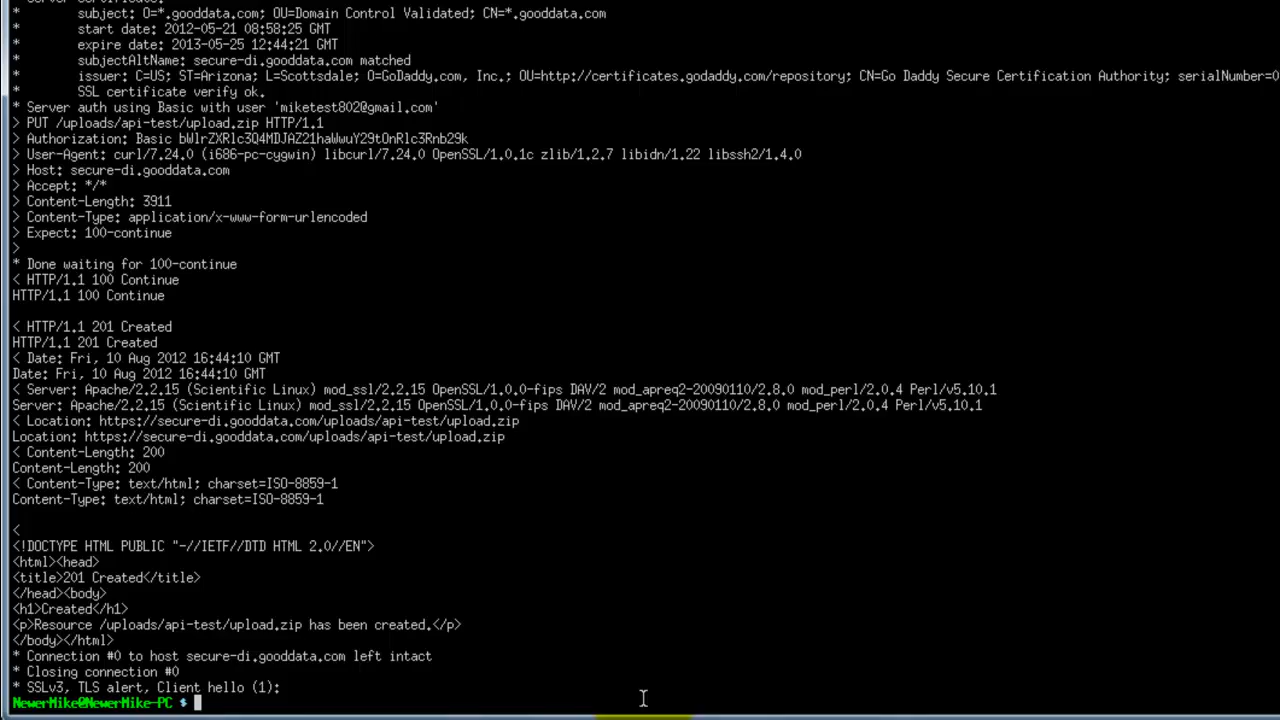 *        subject: O=*.gooddata.com; OU=Domain Control Validated; CN=*.gooddata.com
*        start date: 2012-05-21 08:58:25 GMT
*        expire date: 2013-05-25 12:44:21 GMT
*        subjectAltName: secure-di.gooddata.com matched
*        issuer: C=US; ST=Arizona; L=Scottsdale; O=GoDaddy.com, Inc.; OU=http://certificates.godaddy.com/repository; CN=Go Daddy Secure Certification Authority; serialNumber=0
*        SSL certificate verify ok.
* Server auth using Basic with user 'miketest802@gmail.com'
> PUT /uploads/api-test/upload.zip HTTP/1.1
> Authorization: Basic bWlrZXRlc3Q4MDJAZ21haWwuY29tOnRlc3Rnb29k
> User-Agent: curl/7.24.0 (i686-pc-cygwin) libcurl/7.24.0 OpenSSL/1.0.1c zlib/1.2.7 libidn/1.22 libssh2/1.4.0
> Host: secure-di.gooddata.com
> Accept: */*
> Content-Length: 3911
> Content-Type: application/x-www-form-urlencoded
> Expect: 100-continue
>
* Done waiting for 100-continue
< HTTP/1.1 100 Continue
HTTP/1.1 100 Continue
< HTTP/1.1 201 Created
HTTP/1.1 201 Created
< Date: Fri, 10 Aug 2012 16:44:10 GMT
Date: Fri, 10 Aug 2012 16:44:10 GMT
< Server: Apache/2.2.15 (Scientific Linux) mod_ssl/2.2.15 OpenSSL/1.0.0-fips DAV/2 mod_apreq2-20090110/2.8.0 mod_perl/2.0.4 Perl/v5.10.1
Server: Apache/2.2.15 (Scientific Linux) mod_ssl/2.2.15 OpenSSL/1.0.0-fips DAV/2 mod_apreq2-20090110/2.8.0 mod_perl/2.0.4 Perl/v5.10.1
< Location: https://secure-di.gooddata.com/uploads/api-test/upload.zip
Location: https://secure-di.gooddata.com/uploads/api-test/upload.zip
< Content-Length: 200
Content-Length: 200
< Content-Type: text/html; charset=ISO-8859-1
Content-Type: text/html; charset=ISO-8859-1
<
<!DOCTYPE HTML PUBLIC "-//IETF//DTD HTML 2.0//EN">
<html><head>
<title>201 Created</title>
</head><body>
<h1>Created</h1>
<p>Resource /uploads/api-test/upload.zip has been created.</p>
</body></html>
* Connection #0 to host secure-di.gooddata.com left intact
* Closing connection #0
* SSLv3, TLS alert, Client hello (1):
NewerMike@NewerMike-PC $